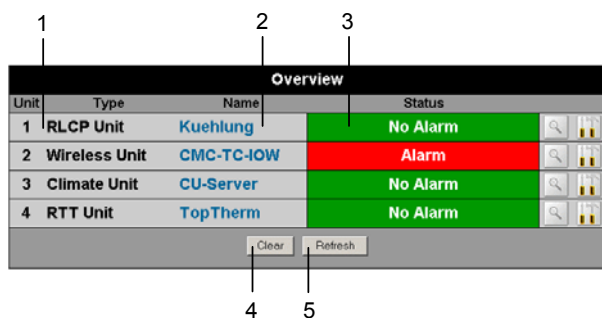 1 2 3
Overview
Unit Type Name Status
1 RLCP Unit Kuehlung No Alarm
2 Wireless Unit CMC-TC-IOW Alarm
3 Climate Unit CU-Server No Alarm
4 RTT Unit TopTherm No Alarm
Clear Refresh
4 5